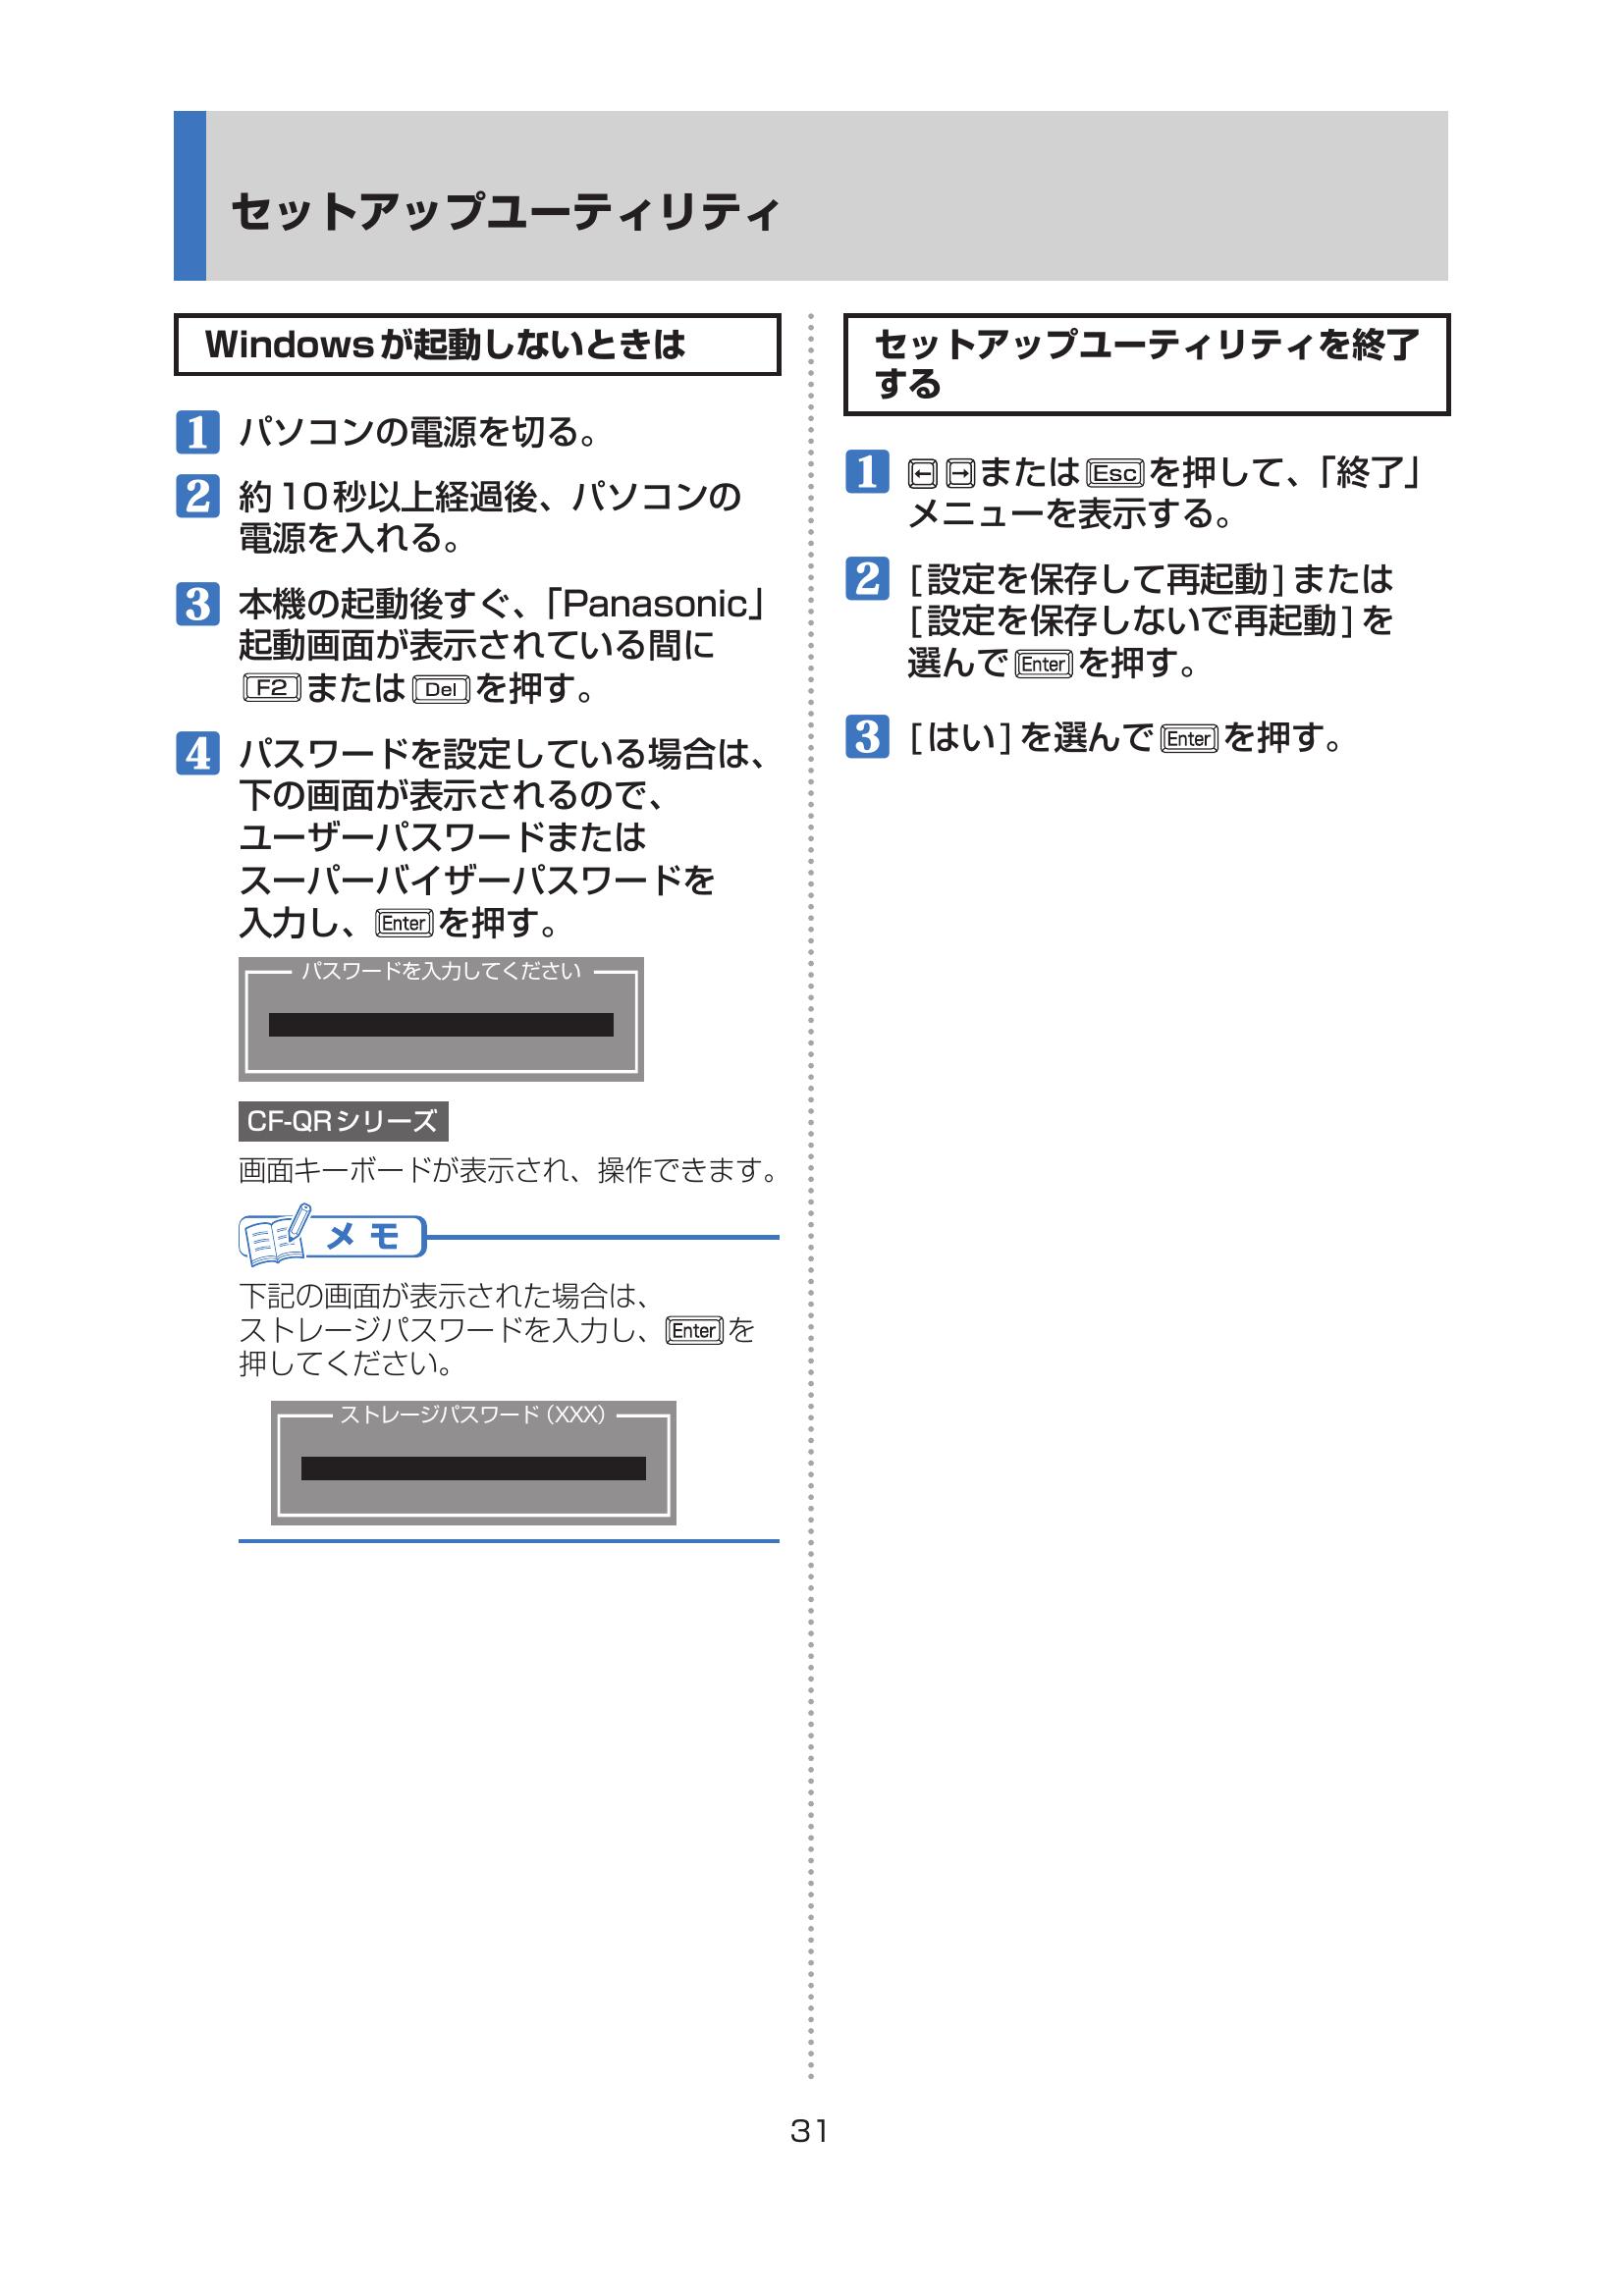 セットアップユーティリティ
Windowsが起動しないときは
1 パソコンの電源を切る。
2 約10秒以上経過後、パソコンの
電源を入れる。
3 本機の起動後すぐ、「Panasonic」
起動画面が表示されている間に
F2 または Del を押す。
4 パスワードを設定している場合は、
下の画面が表示されるので、
ユーザーパスワードまたは
スーパーバイザーパスワードを
入力し、 Enter を押す。
パスワードを入力してください
CF-QRシリーズ
画面キーボードが表示され、操作できます。
メモ
下記の画面が表示された場合は、
ストレージパスワードを入力し、 Enter を
押してください。
ストレージパスワード（XXX）
セットアップユーティリティを終了
する
1 ← → または Esc を押して、「終了」
メニューを表示する。
2 [設定を保存して再起動]または
[設定を保存しないで再起動]を
選んで Enter を押す。
3 [はい]を選んで Enter を押す。
31